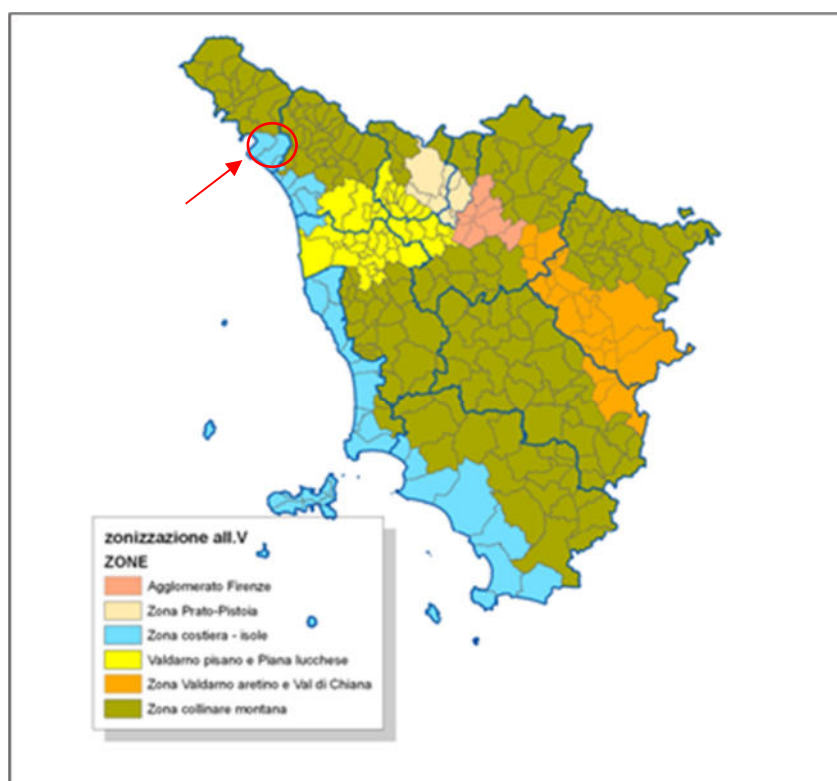 zonizzazione all.V
ZONE
Agglomerato Firenze
Zona Prato-Pistoia
Zona costiera - isole
Valdarno pisano e Piana lucchese
Zona Valdarno aretino e Val di Chiana
Zona collinare montana